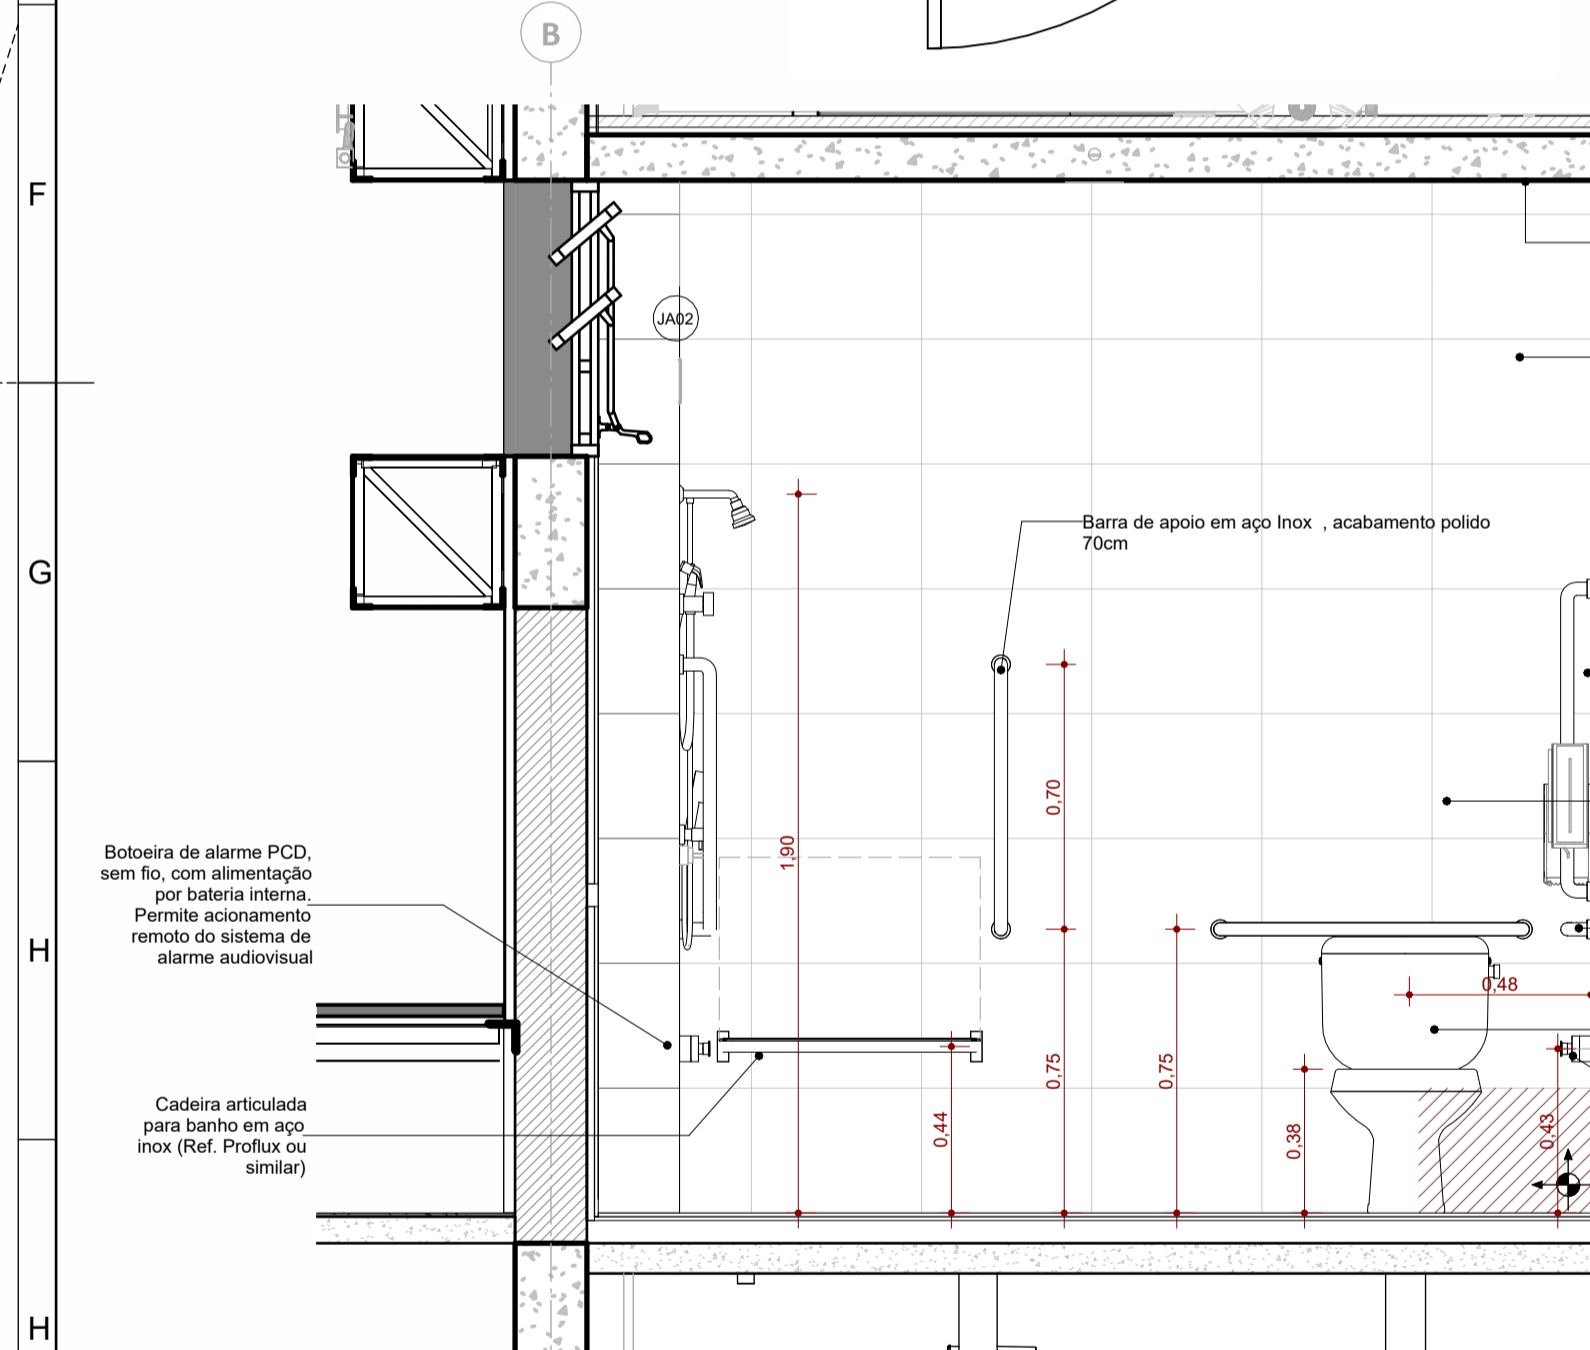 B
F
JA02
G
Barra de apoio em aço Inox , acabamento polido
70cm
0,70
1,90
Botoeira de alarme PCD,
sem fio, com alimentação
por bateria interna.
Permite acionamento
remoto do sistema de
alarme audiovisual
H
0,48
0,75
0,75
0,44
0,38
0,43
Cadeira articulada
para banho em aço
inox (Ref. Proflux ou
similar)
H